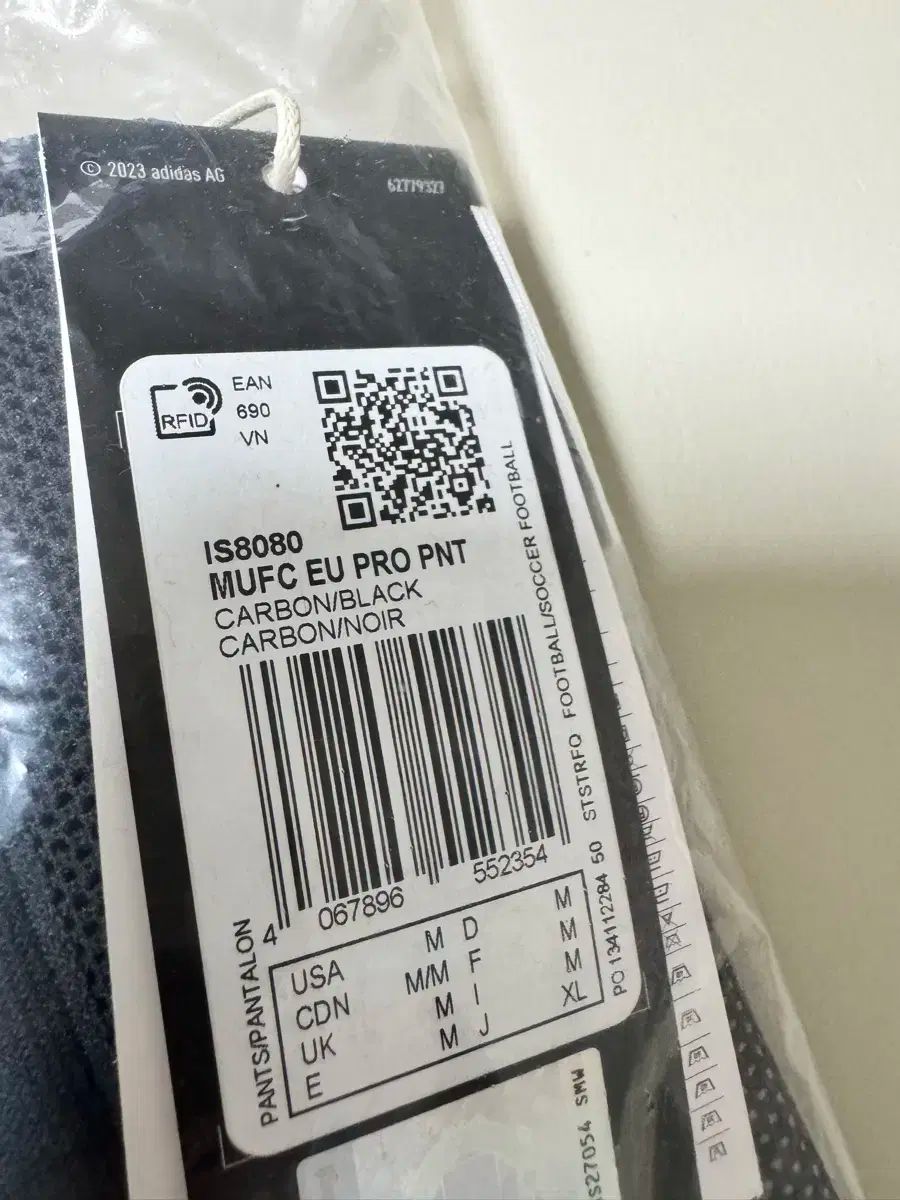 © 2023 adidas AG
62779327
RFID
EAN
690
VN
IS8080
MUFC EU PRO PNT
CARBON/BLACK
CARBON/NOIR
4 067896 552354
PANTS/PANTALON
USA M D M
CDN M/M F M
UK M I M
E M J XL
PO 134112284 50 STSTRFO FOOTBALL/SOCCER FOOTBALL
S27054 SMW